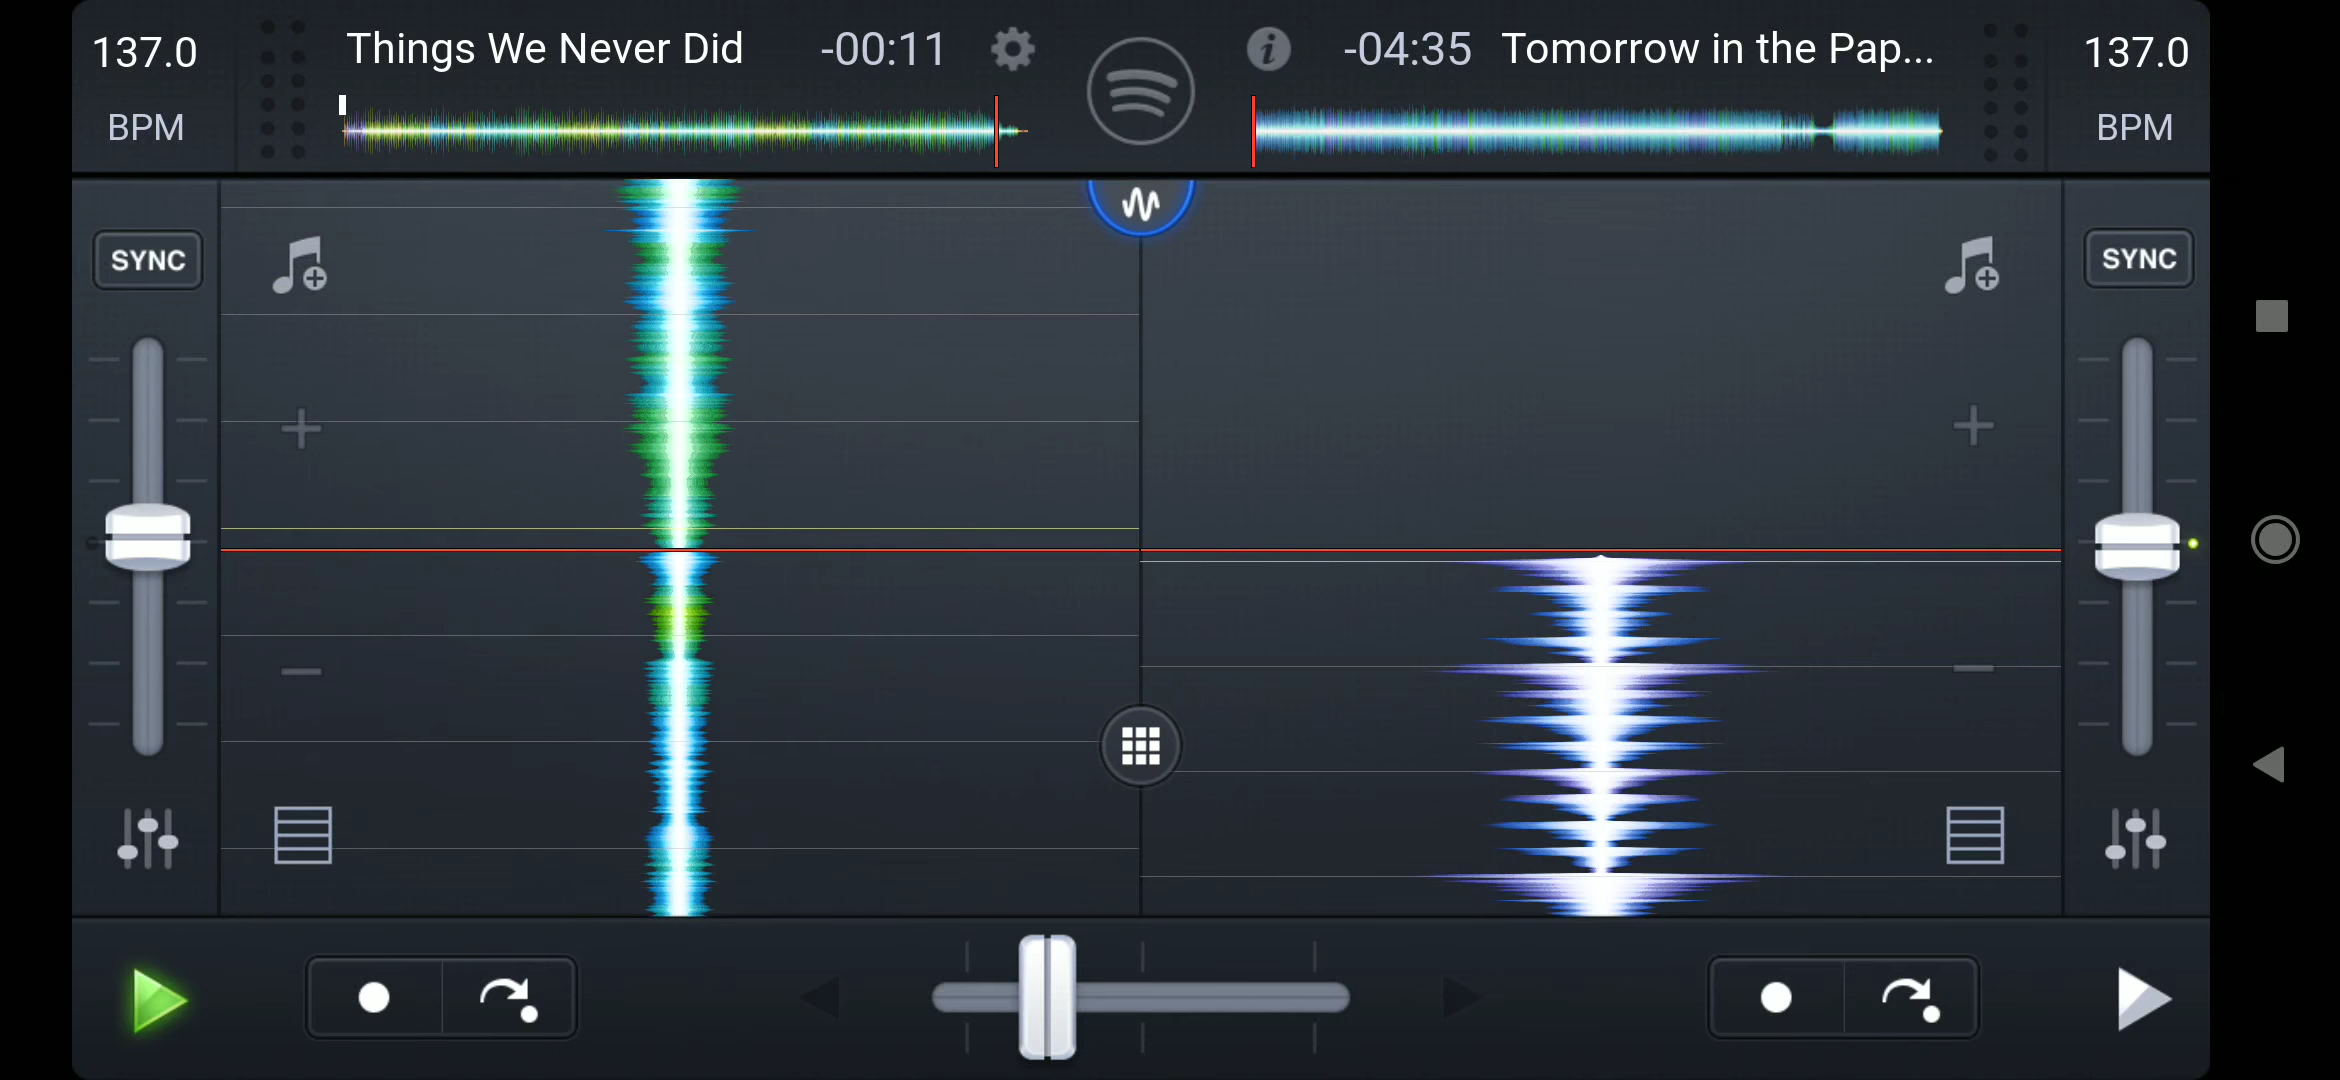 137.0
BPM
Things We Never Did
-00:11
-04:35
Tomorrow in the Pap...
137.0
BPM
SYNC
SYNC